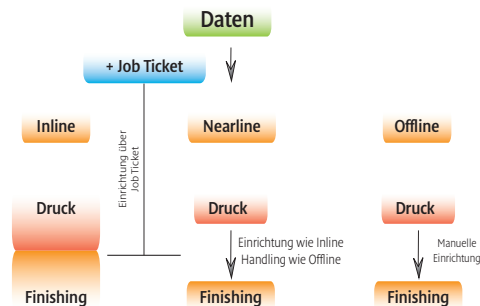 Daten
+ Job Ticket
Inline
Nearline
Offline
Einrichtung über
Job Ticket
Druck
Druck
Druck
Einrichtung wie Inline
Handling wie Offline
Manuelle
Einrichtung
Finishing
Finishing
Finishing